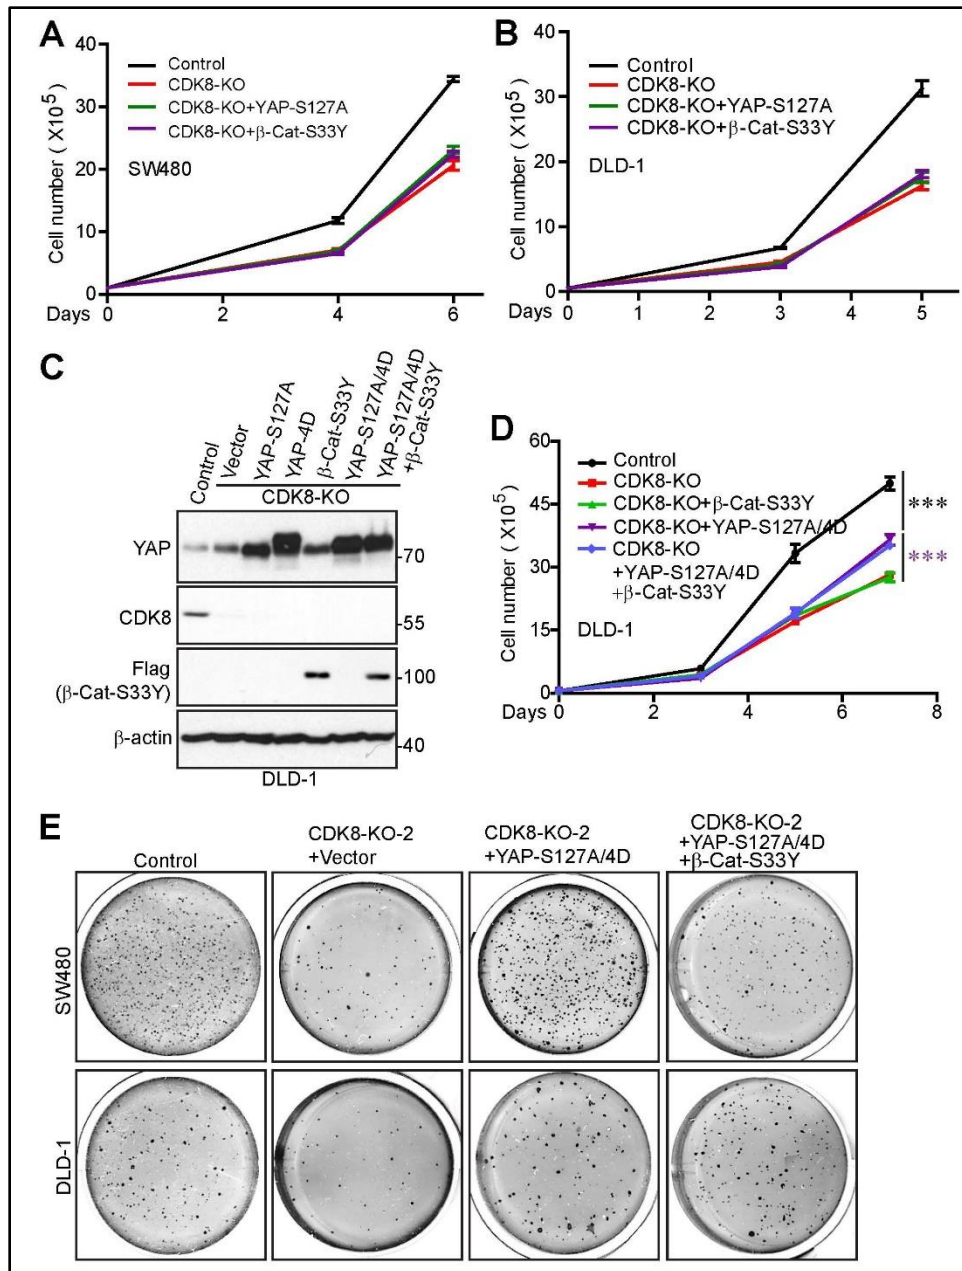 A
Cell number ( X10⁵)
40
30
20
10
0
Control
CDK8-KO
CDK8-KO+YAP-S127A
CDK8-KO+β-Cat-S33Y
SW480
Days
0
2
4
6
B
Cell number ( X10⁵)
40
30
20
10
0
Control
CDK8-KO
CDK8-KO+YAP-S127A
CDK8-KO+β-Cat-S33Y
DLD-1
Days
0
1
2
3
4
5
C
Control
Vector
YAP-S127A
YAP-4D
β-Cat-S33Y
YAP-S127A/4D
YAP-S127A/4D
+β-Cat-S33Y
CDK8-KO
YAP
-70
CDK8
-55
Flag
(β-Cat-S33Y)
-100
β-actin
-40
DLD-1
D
Cell number ( X10⁵)
60
45
30
15
0
Control
CDK8-KO
CDK8-KO+β-Cat-S33Y
CDK8-KO+YAP-S127A/4D
CDK8-KO
+YAP-S127A/4D
+β-Cat-S33Y
***
***
DLD-1
Days
0
2
4
6
8
E
Control
CDK8-KO-2
+Vector
CDK8-KO-2
+YAP-S127A/4D
CDK8-KO-2
+YAP-S127A/4D
+β-Cat-S33Y
SW480
DLD-1